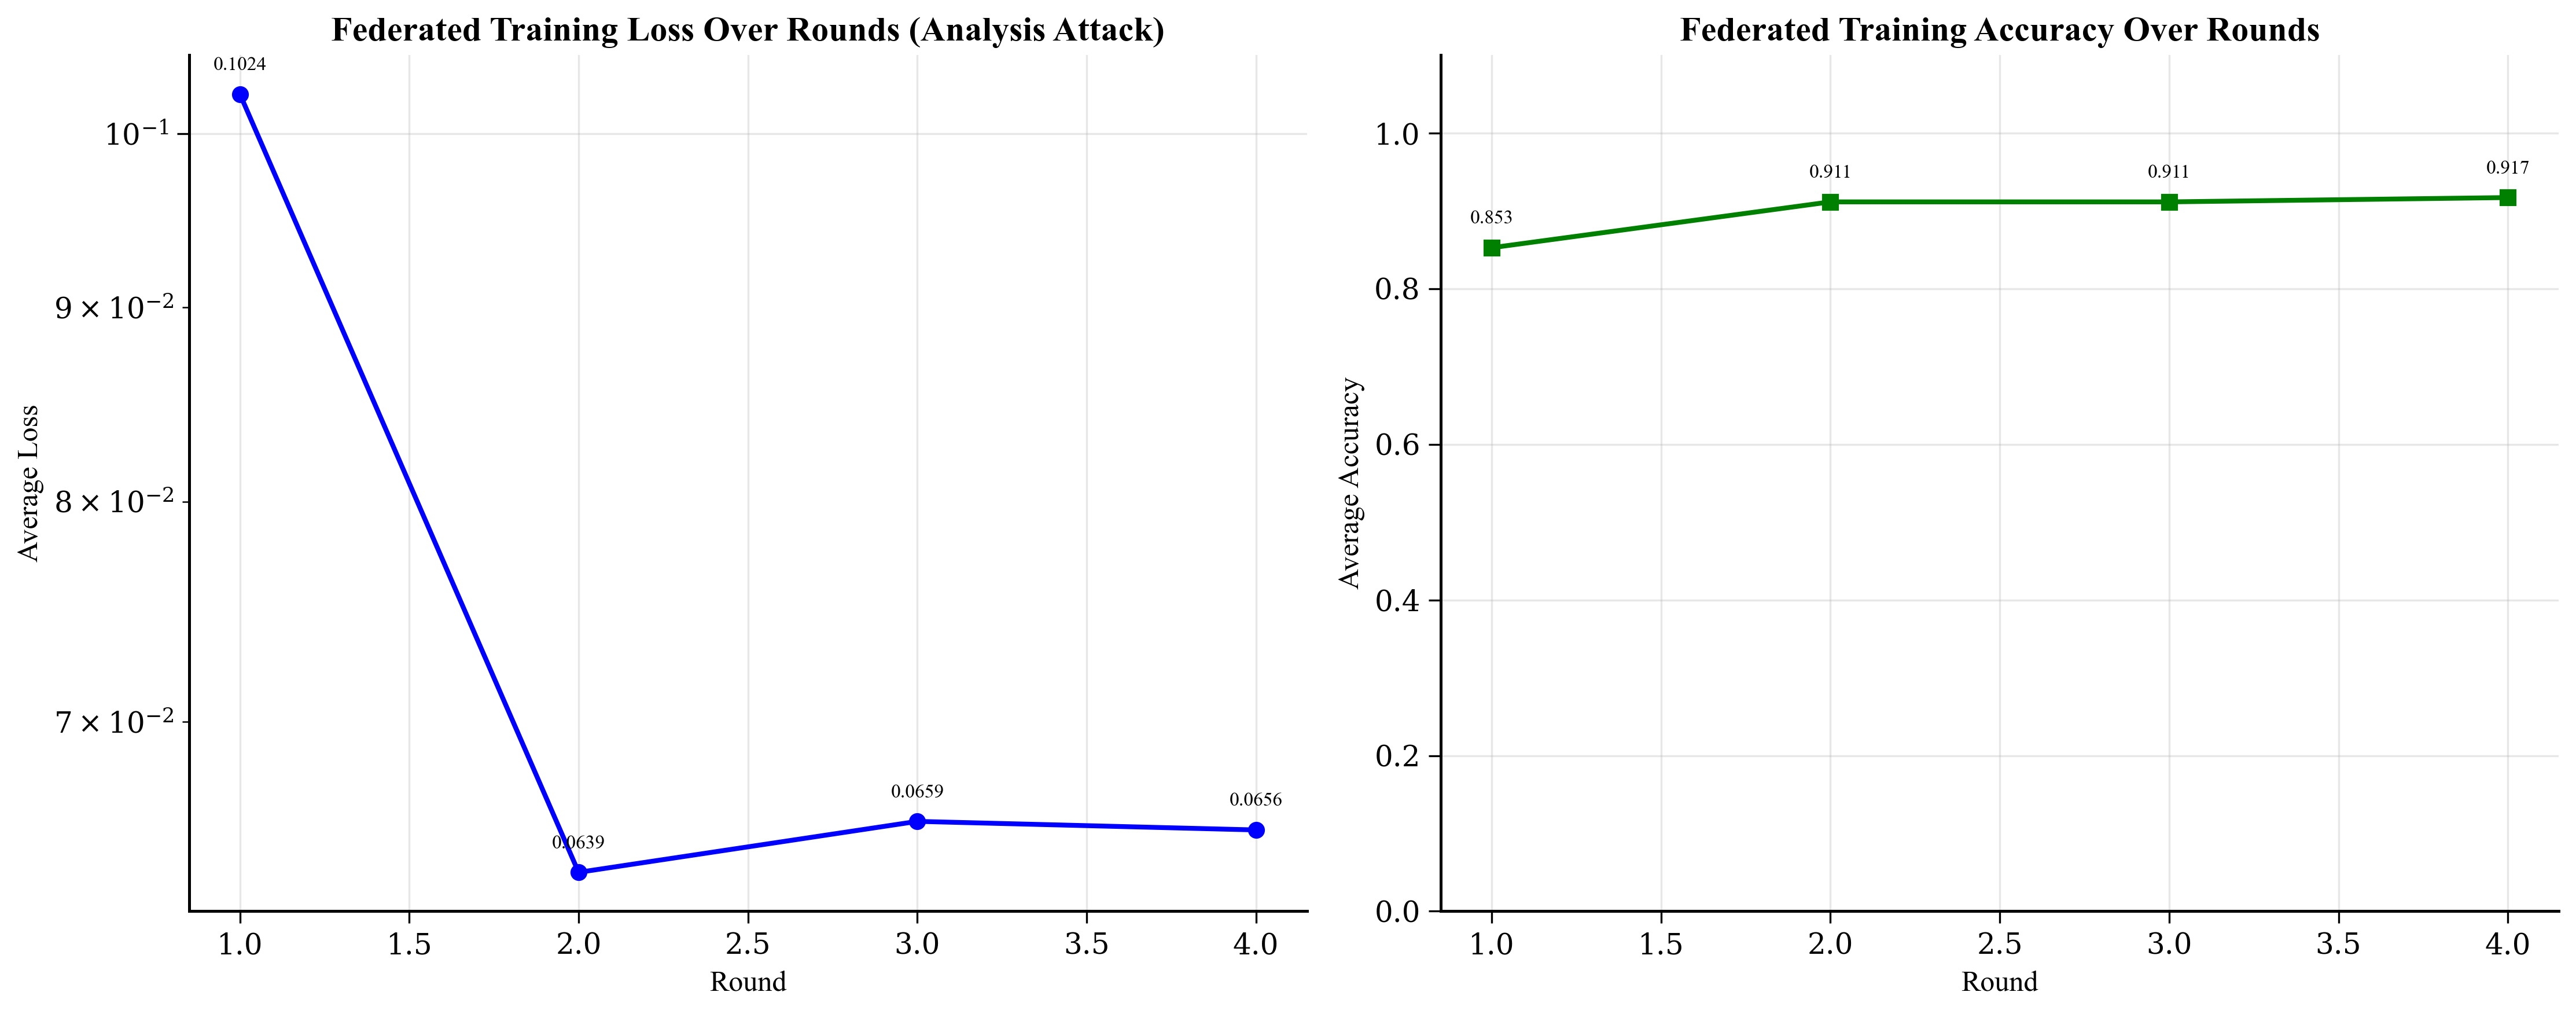 Federated Training Loss Over Rounds (Analysis Attack)
0.1024
10⁻¹
9 × 10⁻²
8 × 10⁻²
7 × 10⁻²
Average Loss
0.0639
0.0659
0.0656
1.0 1.5 2.0 2.5 3.0 3.5 4.0
Round
Federated Training Accuracy Over Rounds
1.0
0.8
0.6
0.4
0.2
0.0
Average Accuracy
0.853
0.911
0.911
0.917
1.0 1.5 2.0 2.5 3.0 3.5 4.0
Round